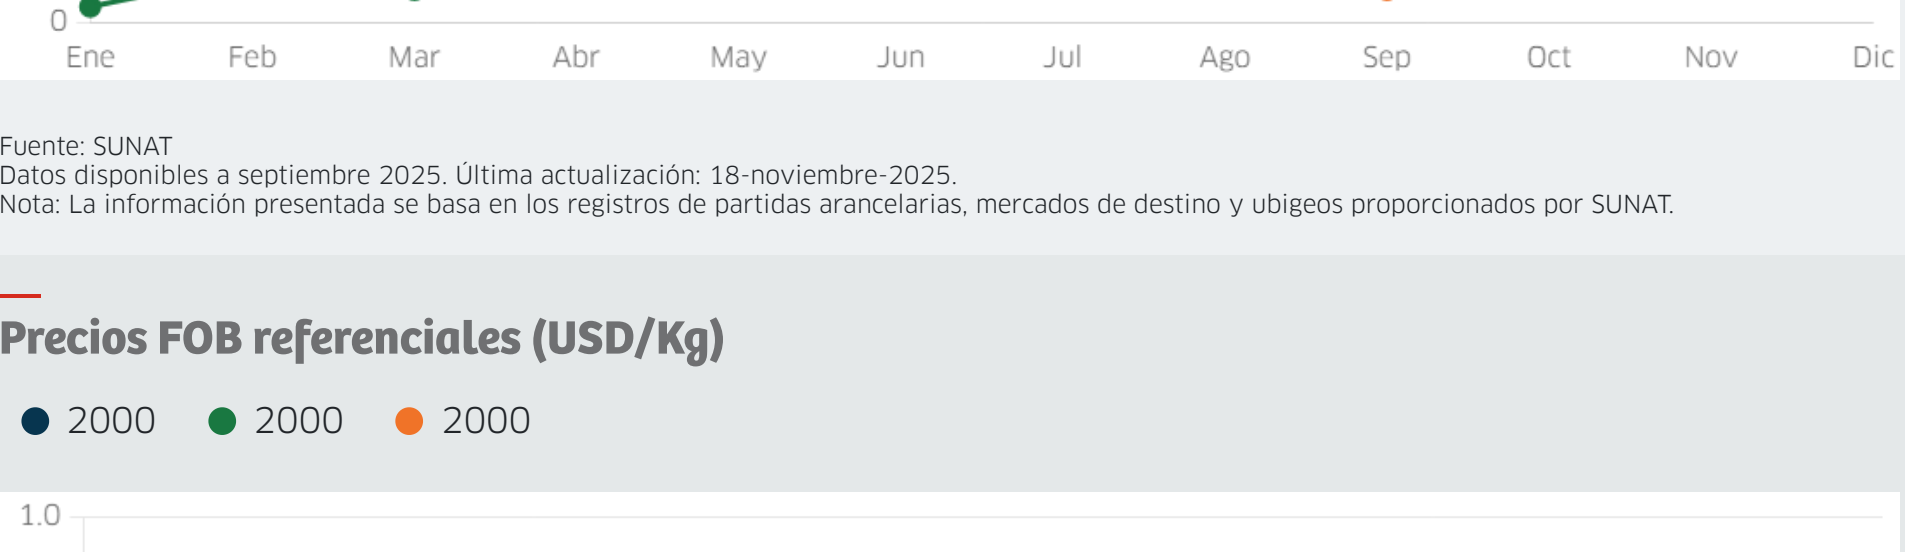 0
Ene Feb Mar Abr May Jun Jul Ago Sep Oct Nov Dic
Fuente: SUNAT
Datos disponibles a septiembre 2025. Última actualización: 18-noviembre-2025.
Nota: La información presentada se basa en los registros de partidas arancelarias, mercados de destino y ubigeos proporcionados por SUNAT.
Precios FOB referenciales (USD/Kg)
2000 2000 2000
1.0